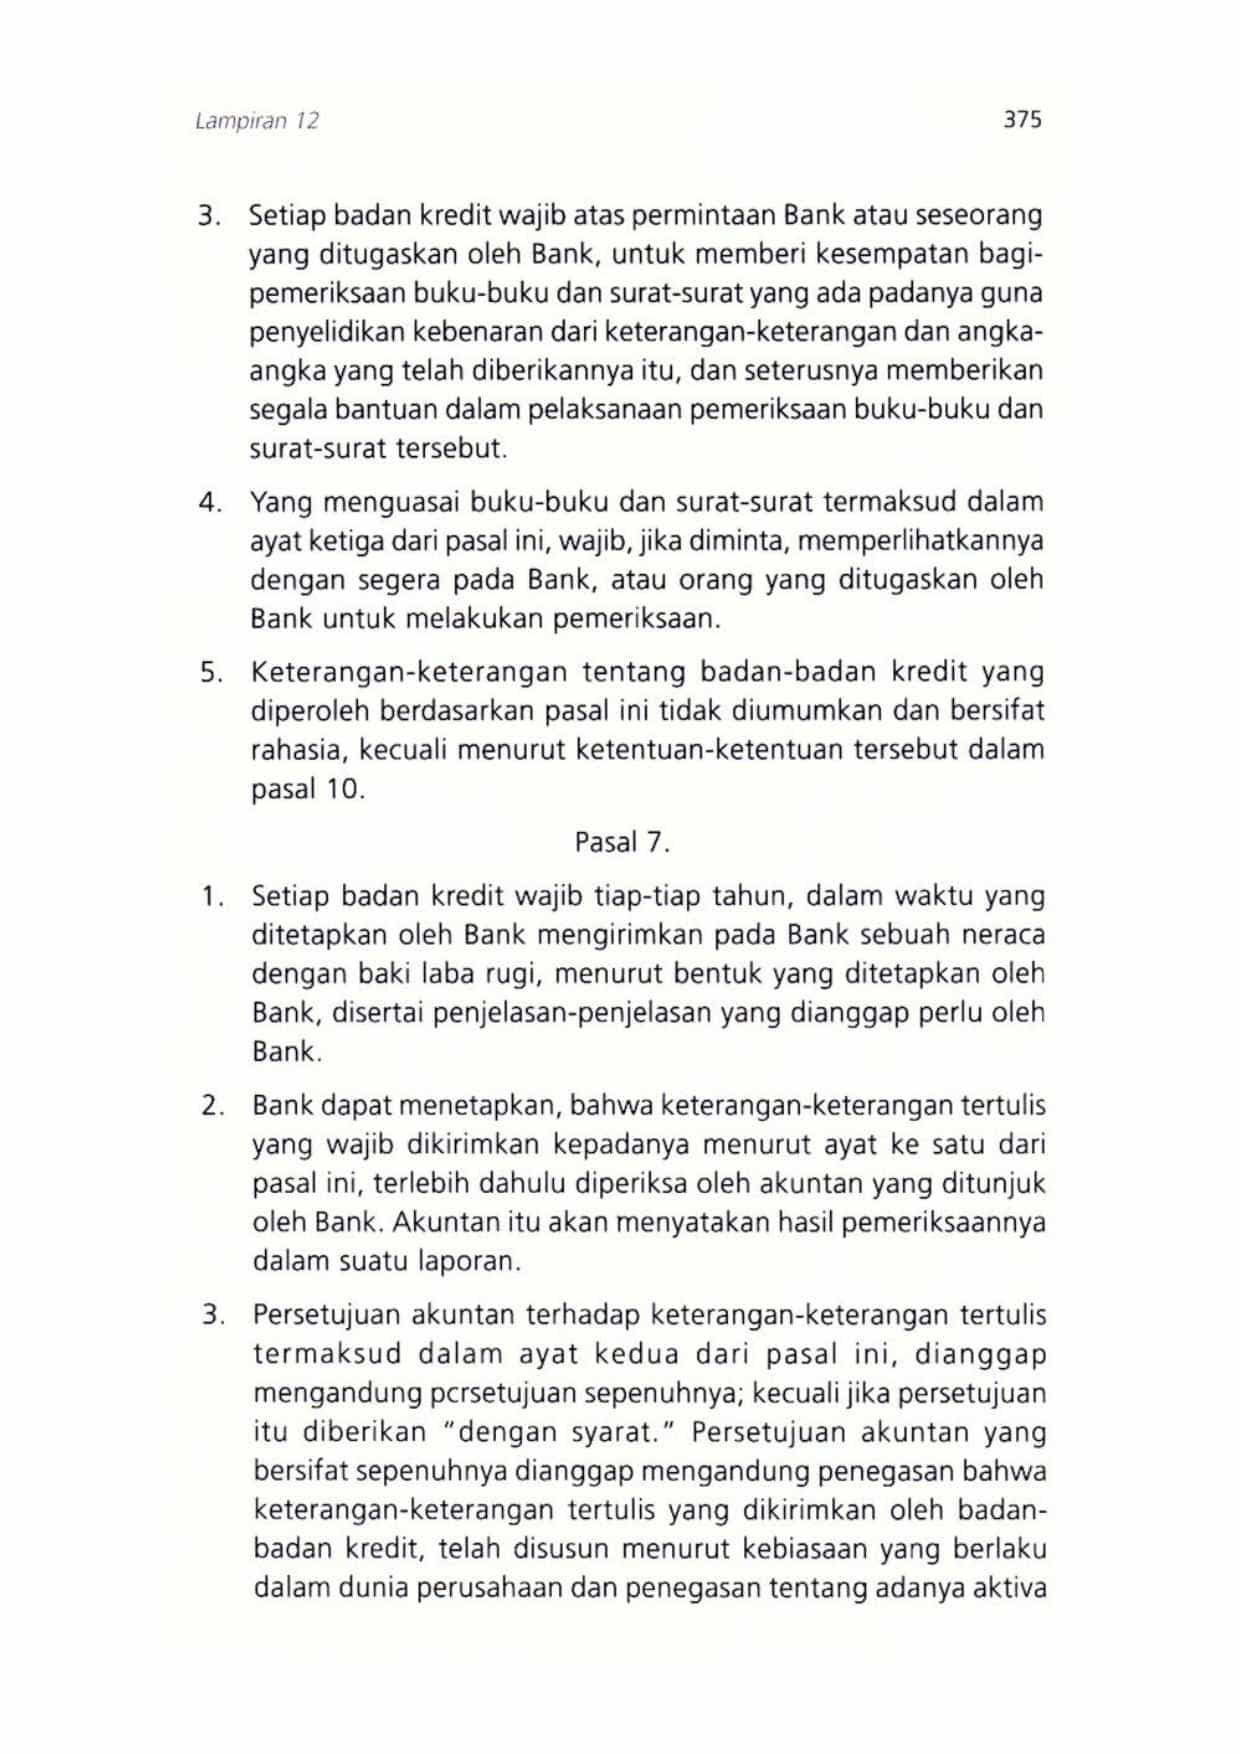 Lampiran 12
375
3. Setiap badan kredit wajib atas permintaan Bank atau seseorang
yang ditugaskan oleh Bank, untuk memberi kesempatan bagi-
pemeriksaan buku-buku dan surat-surat yang ada padanya guna
penyelidikan kebenaran dari keterangan-keterangan dan angka-
angka yang telah diberikannya itu, dan seterusnya memberikan
segala bantuan dalam pelaksanaan pemeriksaan buku-buku dan
surat-surat tersebut.
4. Yang menguasai buku-buku dan surat-surat termaksud dalam
ayat ketiga dari pasal ini, wajib, jika diminta, memperlihatkannya
dengan segera pada Bank, atau orang yang ditugaskan oleh
Bank untuk melakukan pemeriksaan.
5. Keterangan-keterangan tentang badan-badan kredit yang
diperoleh berdasarkan pasal ini tidak diumumkan dan bersifat
rahasia, kecuali menurut ketentuan-ketentuan tersebut dalam
pasal 10.
Pasal 7.
1. Setiap badan kredit wajib tiap-tiap tahun, dalam waktu yang
ditetapkan oleh Bank mengirimkan pada Bank sebuah neraca
dengan baki laba rugi, menurut bentuk yang ditetapkan oleh
Bank, disertai penjelasan-penjelasan yang dianggap perlu oleh
Bank.
2. Bank dapat menetapkan, bahwa keterangan-keterangan tertulis
yang wajib dikirimkan kepadanya menurut ayat ke satu dari
pasal ini, terlebih dahulu diperiksa oleh akuntan yang ditunjuk
oleh Bank. Akuntan itu akan menyatakan hasil pemeriksaannya
dalam suatu laporan.
3. Persetujuan akuntan terhadap keterangan-keterangan tertulis
termaksud dalam ayat kedua dari pasal ini, dianggap
mengandung pcrsetujuan sepenuhnya; kecuali jika persetujuan
itu diberikan "dengan syarat." Persetujuan akuntan yang
bersifat sepenuhnya dianggap mengandung penegasan bahwa
keterangan-keterangan tertulis yang dikirimkan oleh badan-
badan kredit, telah disusun menurut kebiasaan yang berlaku
dalam dunia perusahaan dan penegasan tentang adanya aktiva